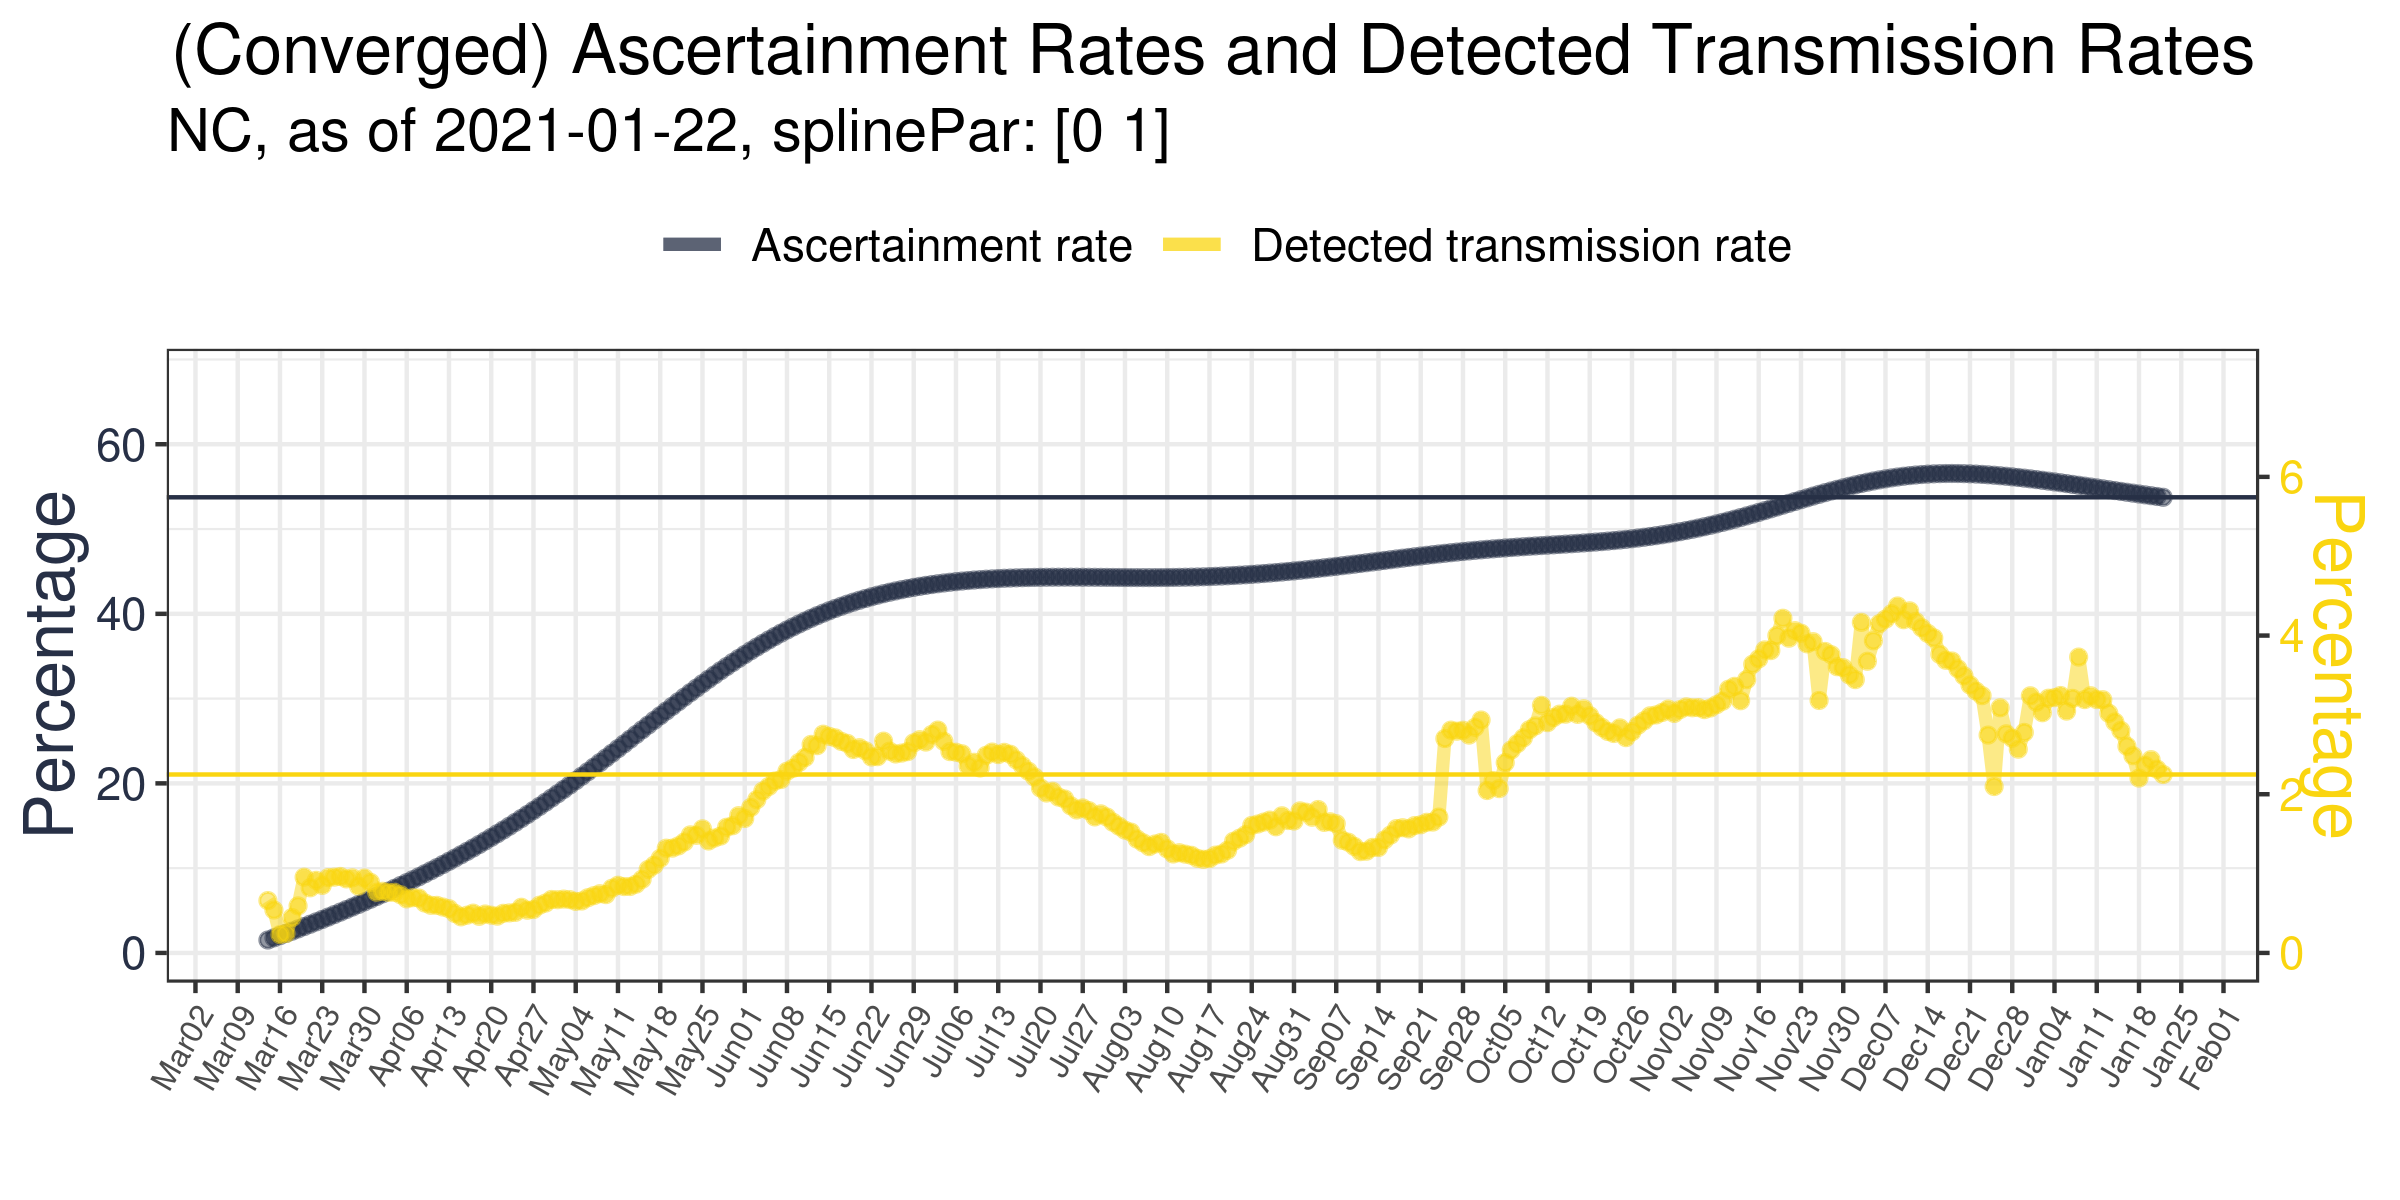 (Converged) Ascertainment Rates and Detected Transmission Rates
NC, as of 2021-01-22, splinePar: [0 1]
Ascertainment rate
Detected transmission rate
Percentage
60
40
20
0
6
4
2
0
Percentage
Mar02
Mar09
Mar16
Mar23
Mar30
Apr06
Apr13
Apr20
Apr27
May04
May11
May18
May25
Jun01
Jun08
Jun15
Jun22
Jun29
Jul06
Jul13
Jul20
Jul27
Aug03
Aug10
Aug17
Aug24
Aug31
Sep07
Sep14
Sep21
Sep28
Oct05
Oct12
Oct19
Oct26
Nov02
Nov09
Nov16
Nov23
Nov30
Dec07
Dec14
Dec21
Dec28
Jan04
Jan11
Jan18
Jan25
Feb01